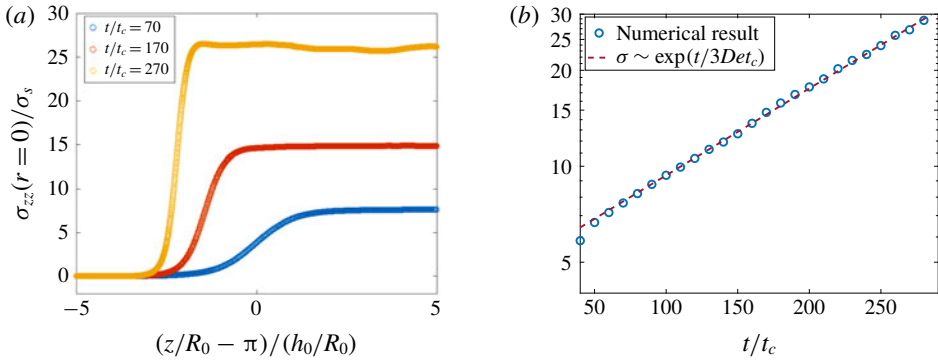 (a)
t/t_c = 70
t/t_c = 170
t/t_c = 270
30
25
20
15
10
5
0
−5
0
5
σ_zz(r = 0)/σ_s
(z/R_0 − π)/(h_0/R_0)
(b)
Numerical result
σ ∼ exp(t/3Det_c)
30
25
20
15
10
5
50
100
150
200
250
t/t_c